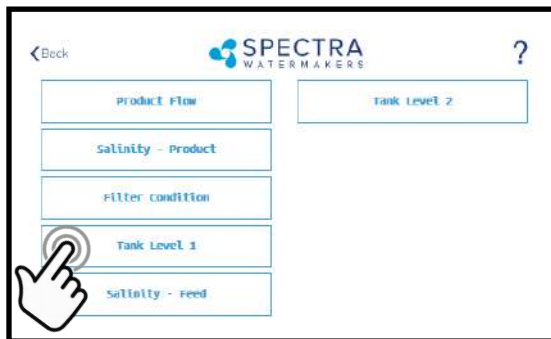 Back
SPECTRA
WATERMAKERS
?
Product Flow
Tank Level 2
Salinity - Product
Filter Condition
Tank Level 1
Salinity - Feed